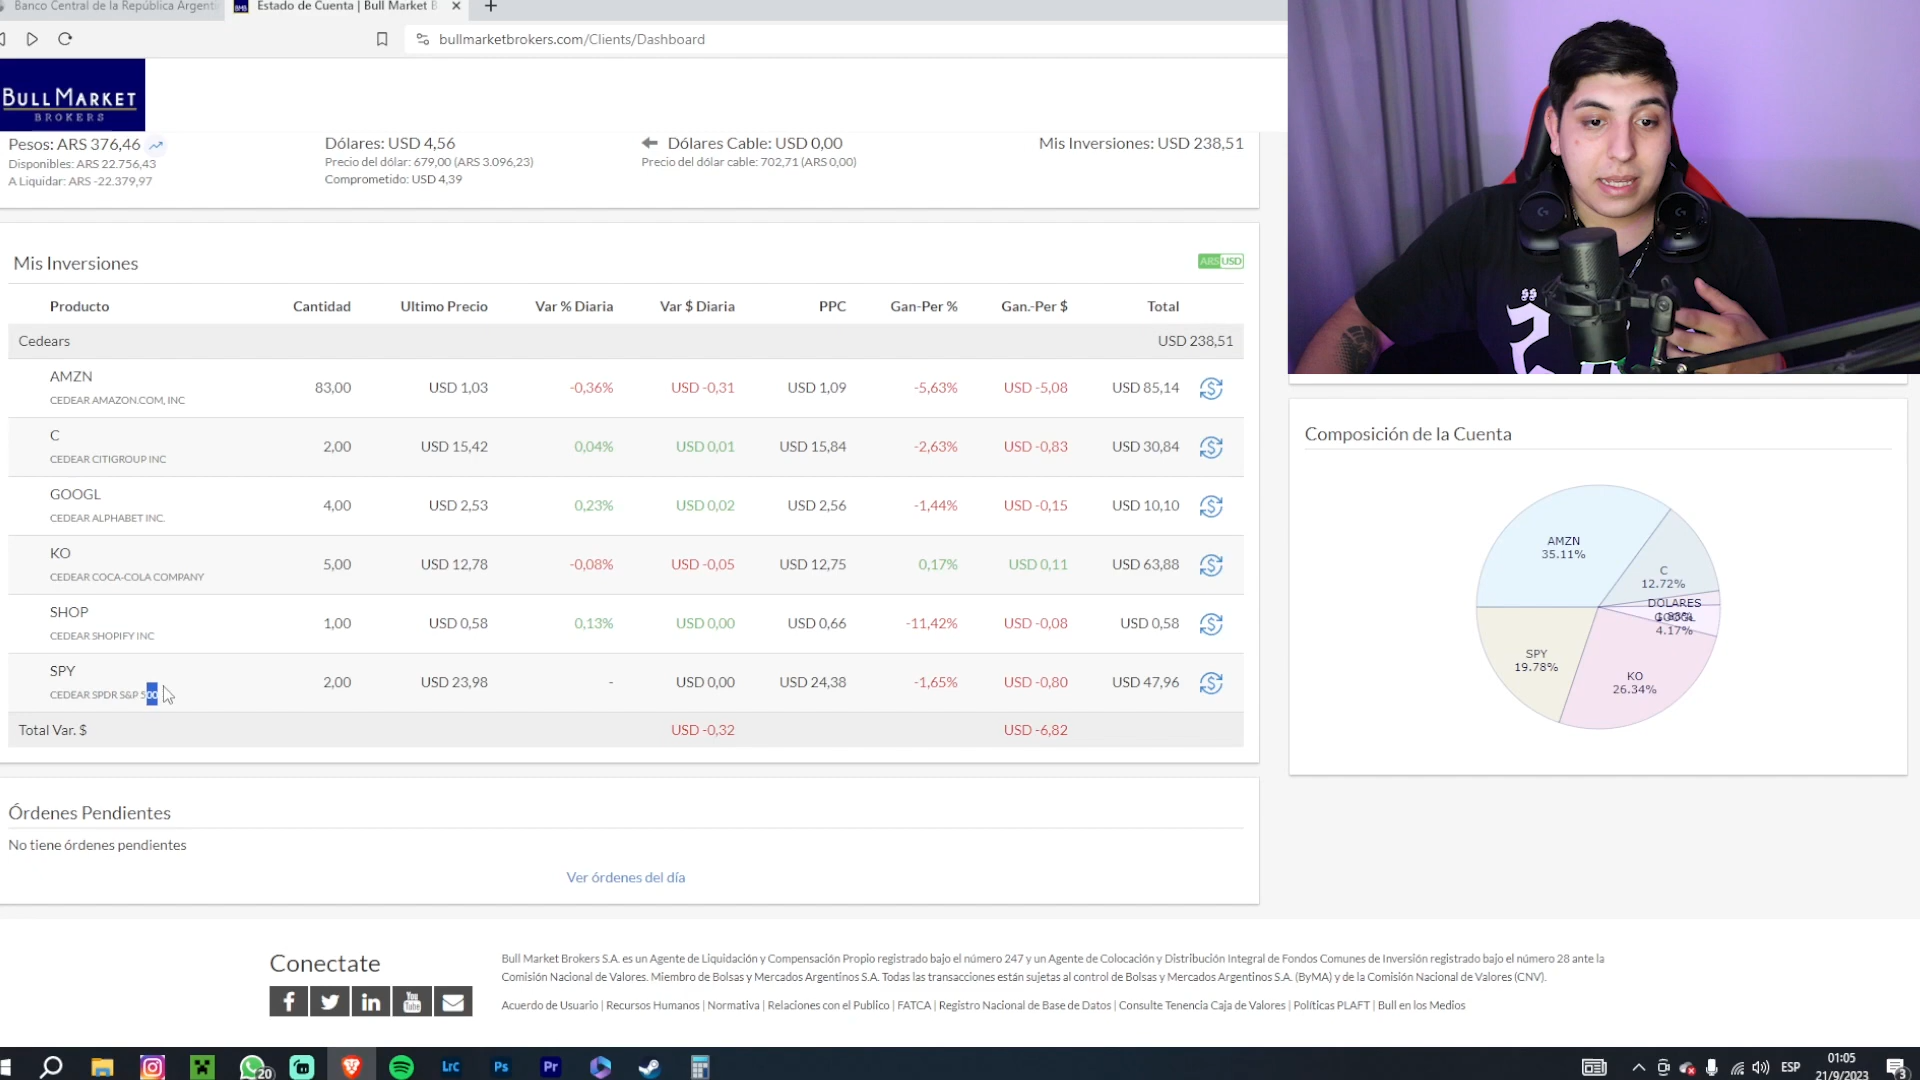 Banco Central de la República Argenti
Estado de Cuenta | Bull Market B
bullmarketbrokers.com/Clients/Dashboard
BULL MARKET
BROKERS
Pesos: ARS 376,46
Disponibles: ARS 22.756,43
A Liquidar: ARS -22.379,97
Dólares: USD 4,56
Precio del dólar: 679,00 (ARS 3.096,23)
Comprometido: USD 4,39
Dólares Cable: USD 0,00
Precio del dólar cable: 702,71 (ARS 0,00)
Mis Inversiones: USD 238,51
Mis Inversiones
ARS USD
Producto Cantidad Ultimo Precio Var % Diaria Var $ Diaria PPC Gan-Per % Gan.-Per $ Total
Cedears USD 238,51
AMZN
CEDEAR AMAZON.COM, INC
83,00 USD 1,03 -0,36% USD -0,31 USD 1,09 -5,63% USD -5,08 USD 85,14
C
CEDEAR CITIGROUP INC
2,00 USD 15,42 0,04% USD 0,01 USD 15,84 -2,63% USD -0,83 USD 30,84
GOOGL
CEDEAR ALPHABET INC.
4,00 USD 2,53 0,23% USD 0,02 USD 2,56 -1,44% USD -0,15 USD 10,10
KO
CEDEAR COCA-COLA COMPANY
5,00 USD 12,78 -0,08% USD -0,05 USD 12,75 0,17% USD 0,11 USD 63,88
SHOP
CEDEAR SHOPIFY INC
1,00 USD 0,58 0,13% USD 0,00 USD 0,66 -11,42% USD -0,08 USD 0,58
SPY
CEDEAR SPDR S&P 500
2,00 USD 23,98 - USD 0,00 USD 24,38 -1,65% USD -0,80 USD 47,96
Total Var. $ USD -0,32 USD -6,82
Composición de la Cuenta
AMZN
35.11%
C
12.72%
DOLARES
4.17%
SPY
19.78%
KO
26.34%
Órdenes Pendientes
No tiene órdenes pendientes
Ver órdenes del día
Conectate
Bull Market Brokers S.A. es un Agente de Liquidación y Compensación Propio registrado bajo el número 247 y un Agente de Colocación y Distribución Integral de Fondos Comunes de Inversión registrado bajo el número 28 ante la
Comisión Nacional de Valores. Miembro de Bolsas y Mercados Argentinos S.A. Todas las transacciones están sujetas al control de Bolsas y Mercados Argentinos S.A. (ByMA) y de la Comisión Nacional de Valores (CNV).
Acuerdo de Usuario | Recursos Humanos | Normativa | Relaciones con el Publico | FATCA | Registro Nacional de Base de Datos | Consulte Tenencia Caja de Valores | Políticas PLAFT | Bull en los Medios
20
Lrc
Ps
Pr
ESP
01:05
21/9/2023
3